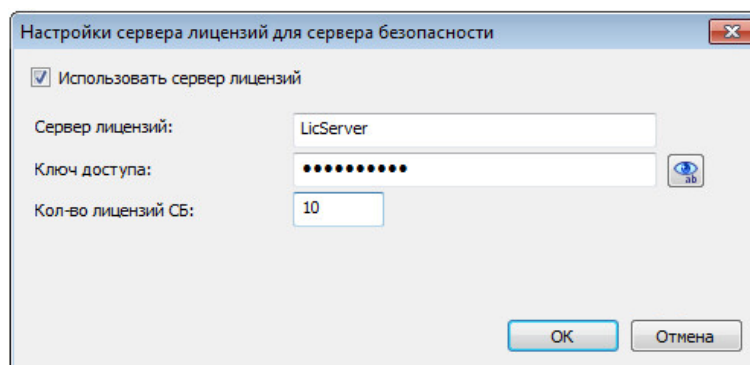 Настройки сервера лицензий для сервера безопасности
Использовать сервер лицензий
Сервер лицензий: LicServer
Ключ доступа: ••••••••••
ab
Кол-во лицензий СБ: 10
ОК Отмена